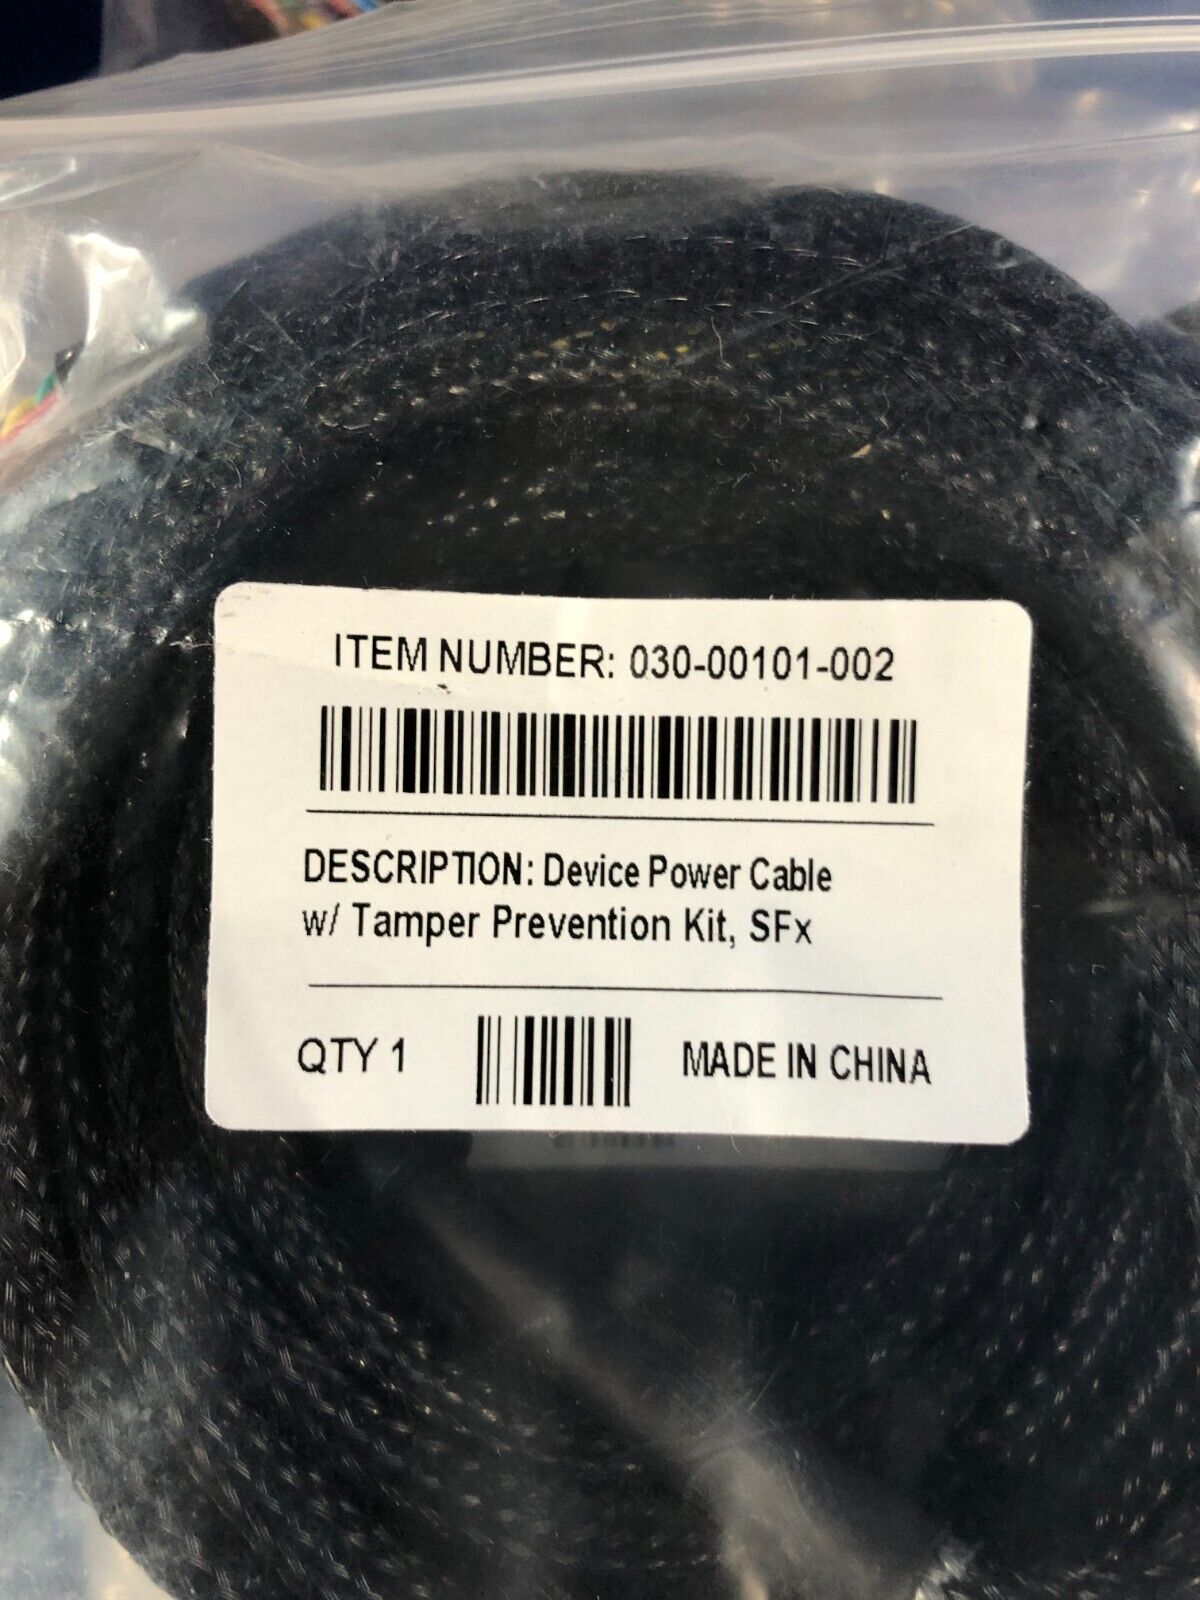 ITEM NUMBER: 030-00101-002
DESCRIPTION: Device Power Cable
w/ Tamper Prevention Kit, SFx
QTY 1
MADE IN CHINA